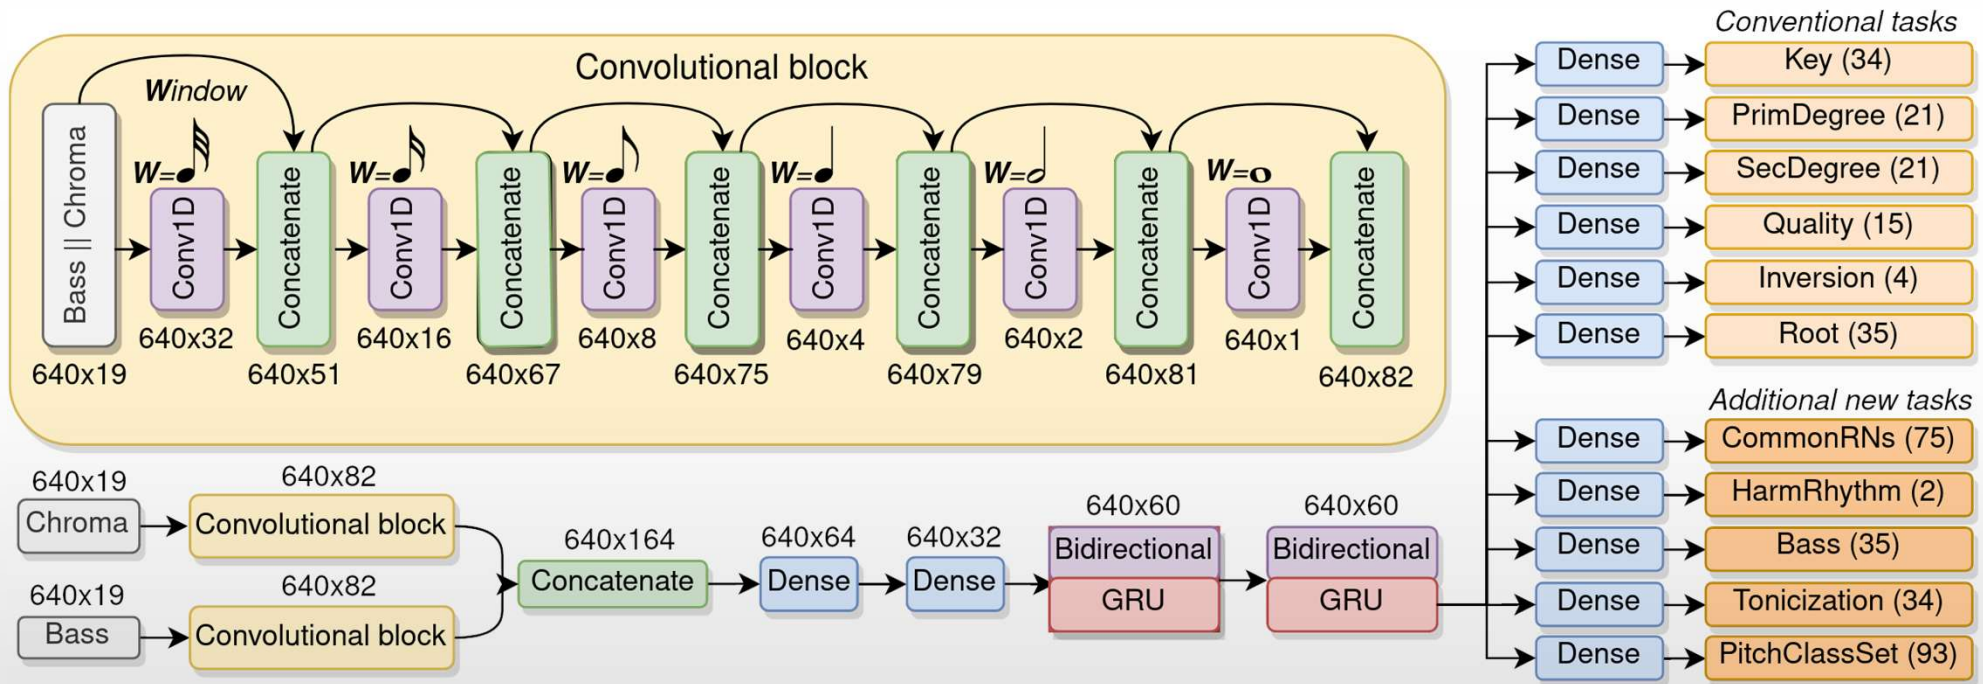 Convolutional block
Window
Bass || Chroma
640x19
W=
Conv1D
640x32
Concatenate
640x51
W=
Conv1D
640x16
Concatenate
640x67
W=
Conv1D
640x8
Concatenate
640x75
W=
Conv1D
640x4
Concatenate
640x79
W=
Conv1D
640x2
Concatenate
640x81
W=
Conv1D
640x1
Concatenate
640x82
640x19
Chroma
640x82
Convolutional block
640x19
Bass
640x82
Convolutional block
640x164
Concatenate
640x64
Dense
640x32
Dense
640x60
Bidirectional
GRU
640x60
Bidirectional
GRU
Conventional tasks
Dense Key (34)
Dense PrimDegree (21)
Dense SecDegree (21)
Dense Quality (15)
Dense Inversion (4)
Dense Root (35)
Additional new tasks
Dense CommonRNs (75)
Dense HarmRhythm (2)
Dense Bass (35)
Dense Tonicization (34)
Dense PitchClassSet (93)